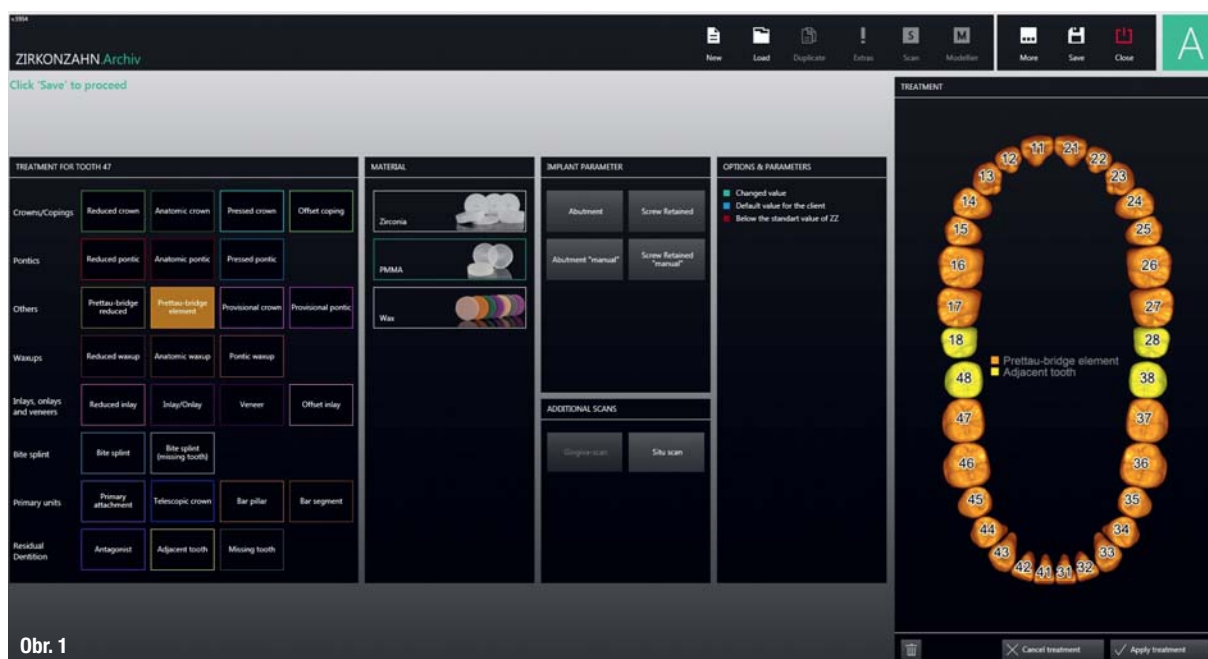 v.3904
ZIRKONZAHN.Archiv
New
Load
Duplicate
Extras
S
Scan
M
Modellier
More
Save
Close
A
Click 'Save' to proceed
TREATMENT FOR TOOTH 47
Crowns/Copings
Reduced crown
Anatomic crown
Pressed crown
Offset coping
Pontics
Reduced pontic
Anatomic pontic
Pressed pontic
Others
Prettau-bridge
reduced
Prettau-bridge
element
Provisional crown
Provisional pontic
Waxups
Reduced waxup
Anatomic waxup
Pontic waxup
Inlays, onlays
and veneers
Reduced inlay
Inlay/Onlay
Veneer
Offset inlay
Bite splint
Bite splint
Bite splint
(missing tooth)
Primary units
Primary
attachment
Telescopic crown
Bar pillar
Bar segment
Residual
Dentition
Antagonist
Adjacent tooth
Missing tooth
MATERIAL
Zirconia
PMMA
Wax
IMPLANT PARAMETER
Abutment
Screw Retained
Abutment "manual"
Screw Retained
"manual"
ADDITIONAL SCANS
Gingiva-scan
Situ scan
OPTIONS & PARAMETERS
Changed value
Default value for the client
Below the standart value of ZZ
TREATMENT
11
21
12
22
13
23
14
24
15
25
16
26
17
27
18
28
Prettau-bridge element
Adjacent tooth
48
38
47
37
46
36
45
35
44
34
43
33
42
41
31
32
Cancel treatment
Apply treatment
Obr. 1